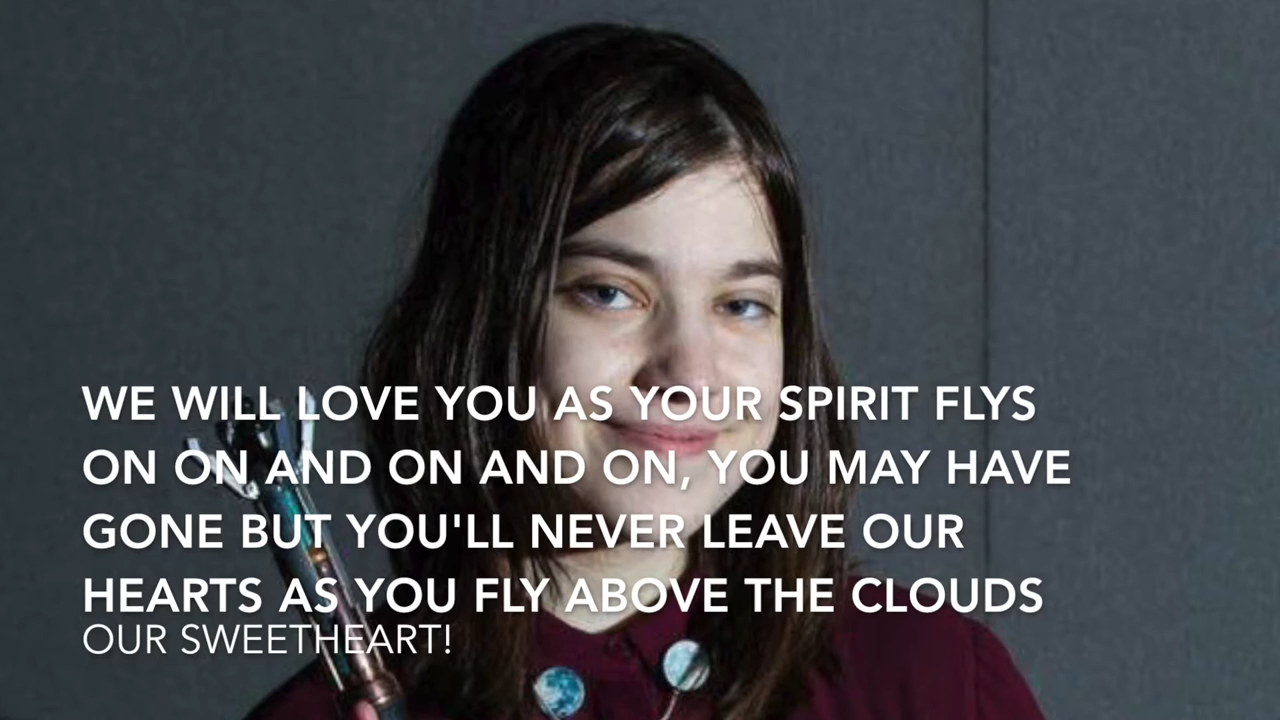 WE WILL LOVE YOU AS YOUR SPIRIT FLYS
ON ON AND ON AND ON, YOU MAY HAVE
GONE BUT YOU'LL NEVER LEAVE OUR
HEARTS AS YOU FLY ABOVE THE CLOUDS
OUR SWEETHEART!